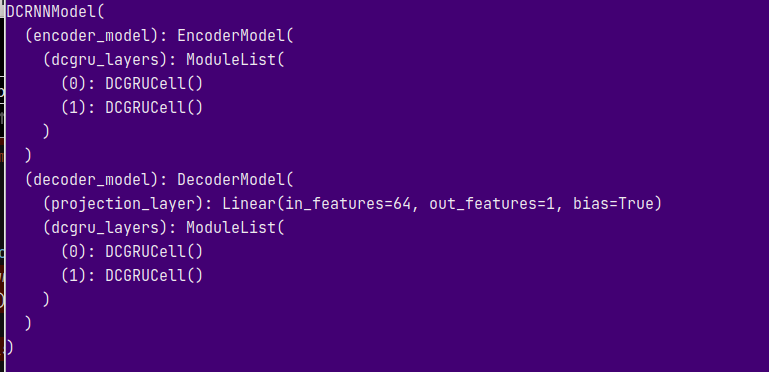 DCRNNModel(
  (encoder_model): EncoderModel(
    (dcgru_layers): ModuleList(
      (0): DCGRUCell()
      (1): DCGRUCell()
    )
  )
  (decoder_model): DecoderModel(
    (projection_layer): Linear(in_features=64, out_features=1, bias=True)
    (dcgru_layers): ModuleList(
      (0): DCGRUCell()
      (1): DCGRUCell()
    )
  )
)